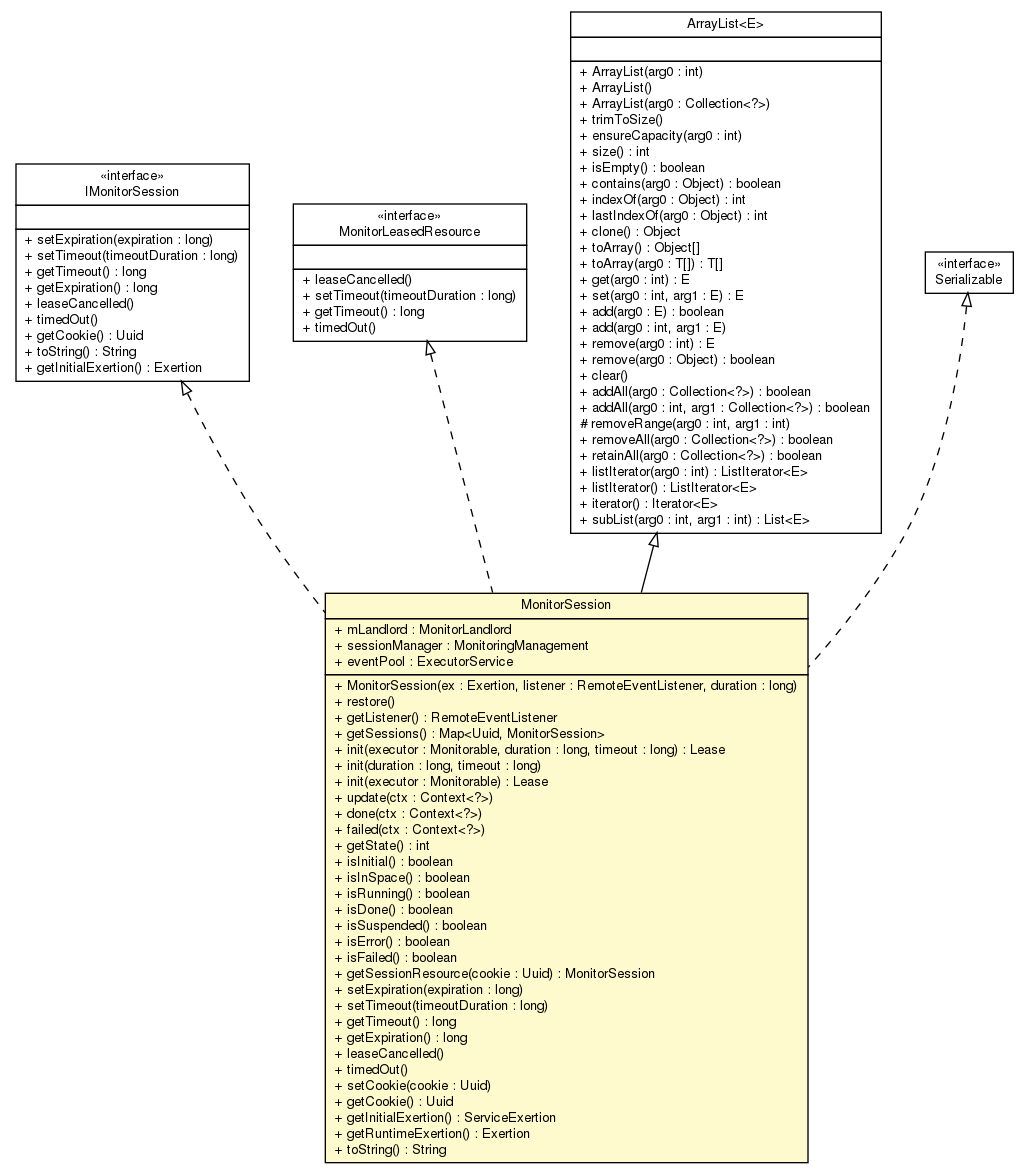 ArrayList<E>
+ ArrayList(arg0 : int)
+ ArrayList()
+ ArrayList(arg0 : Collection<?>)
+ trimToSize()
+ ensureCapacity(arg0 : int)
+ size() : int
+ isEmpty() : boolean
+ contains(arg0 : Object) : boolean
+ indexOf(arg0 : Object) : int
+ lastIndexOf(arg0 : Object) : int
+ clone() : Object
+ toArray() : Object[]
+ toArray(arg0 : T[]) : T[]
+ get(arg0 : int) : E
+ set(arg0 : int, arg1 : E) : E
+ add(arg0 : E) : boolean
+ add(arg0 : int, arg1 : E)
+ remove(arg0 : int) : E
+ remove(arg0 : Object) : boolean
+ clear()
+ addAll(arg0 : Collection<?>) : boolean
+ addAll(arg0 : int, arg1 : Collection<?>) : boolean
# removeRange(arg0 : int, arg1 : int)
+ removeAll(arg0 : Collection<?>) : boolean
+ retainAll(arg0 : Collection<?>) : boolean
+ listIterator(arg0 : int) : ListIterator<E>
+ listIterator() : ListIterator<E>
+ iterator() : Iterator<E>
+ subList(arg0 : int, arg1 : int) : List<E>
«interface»
IMonitorSession
+ setExpiration(expiration : long)
+ setTimeout(timeoutDuration : long)
+ getTimeout() : long
+ getExpiration() : long
+ leaseCancelled()
+ timedOut()
+ getCookie() : Uuid
+ toString() : String
+ getInitialExertion() : Exertion
«interface»
MonitorLeasedResource
+ leaseCancelled()
+ setTimeout(timeoutDuration : long)
+ getTimeout() : long
+ timedOut()
«interface»
Serializable
MonitorSession
+ mLandlord : MonitorLandlord
+ sessionManager : MonitoringManagement
+ eventPool : ExecutorService
+ MonitorSession(ex : Exertion, listener : RemoteEventListener, duration : long)
+ restore()
+ getListener() : RemoteEventListener
+ getSessions() : Map<Uuid, MonitorSession>
+ init(executor : Monitorable, duration : long, timeout : long) : Lease
+ init(duration : long, timeout : long)
+ init(executor : Monitorable) : Lease
+ update(ctx : Context<?>)
+ done(ctx : Context<?>)
+ failed(ctx : Context<?>)
+ getState() : int
+ isInitial() : boolean
+ isInSpace() : boolean
+ isRunning() : boolean
+ isDone() : boolean
+ isSuspended() : boolean
+ isError() : boolean
+ isFailed() : boolean
+ getSessionResource(cookie : Uuid) : MonitorSession
+ setExpiration(expiration : long)
+ setTimeout(timeoutDuration : long)
+ getTimeout() : long
+ getExpiration() : long
+ leaseCancelled()
+ timedOut()
+ setCookie(cookie : Uuid)
+ getCookie() : Uuid
+ getInitialExertion() : ServiceExertion
+ getRuntimeExertion() : Exertion
+ toString() : String